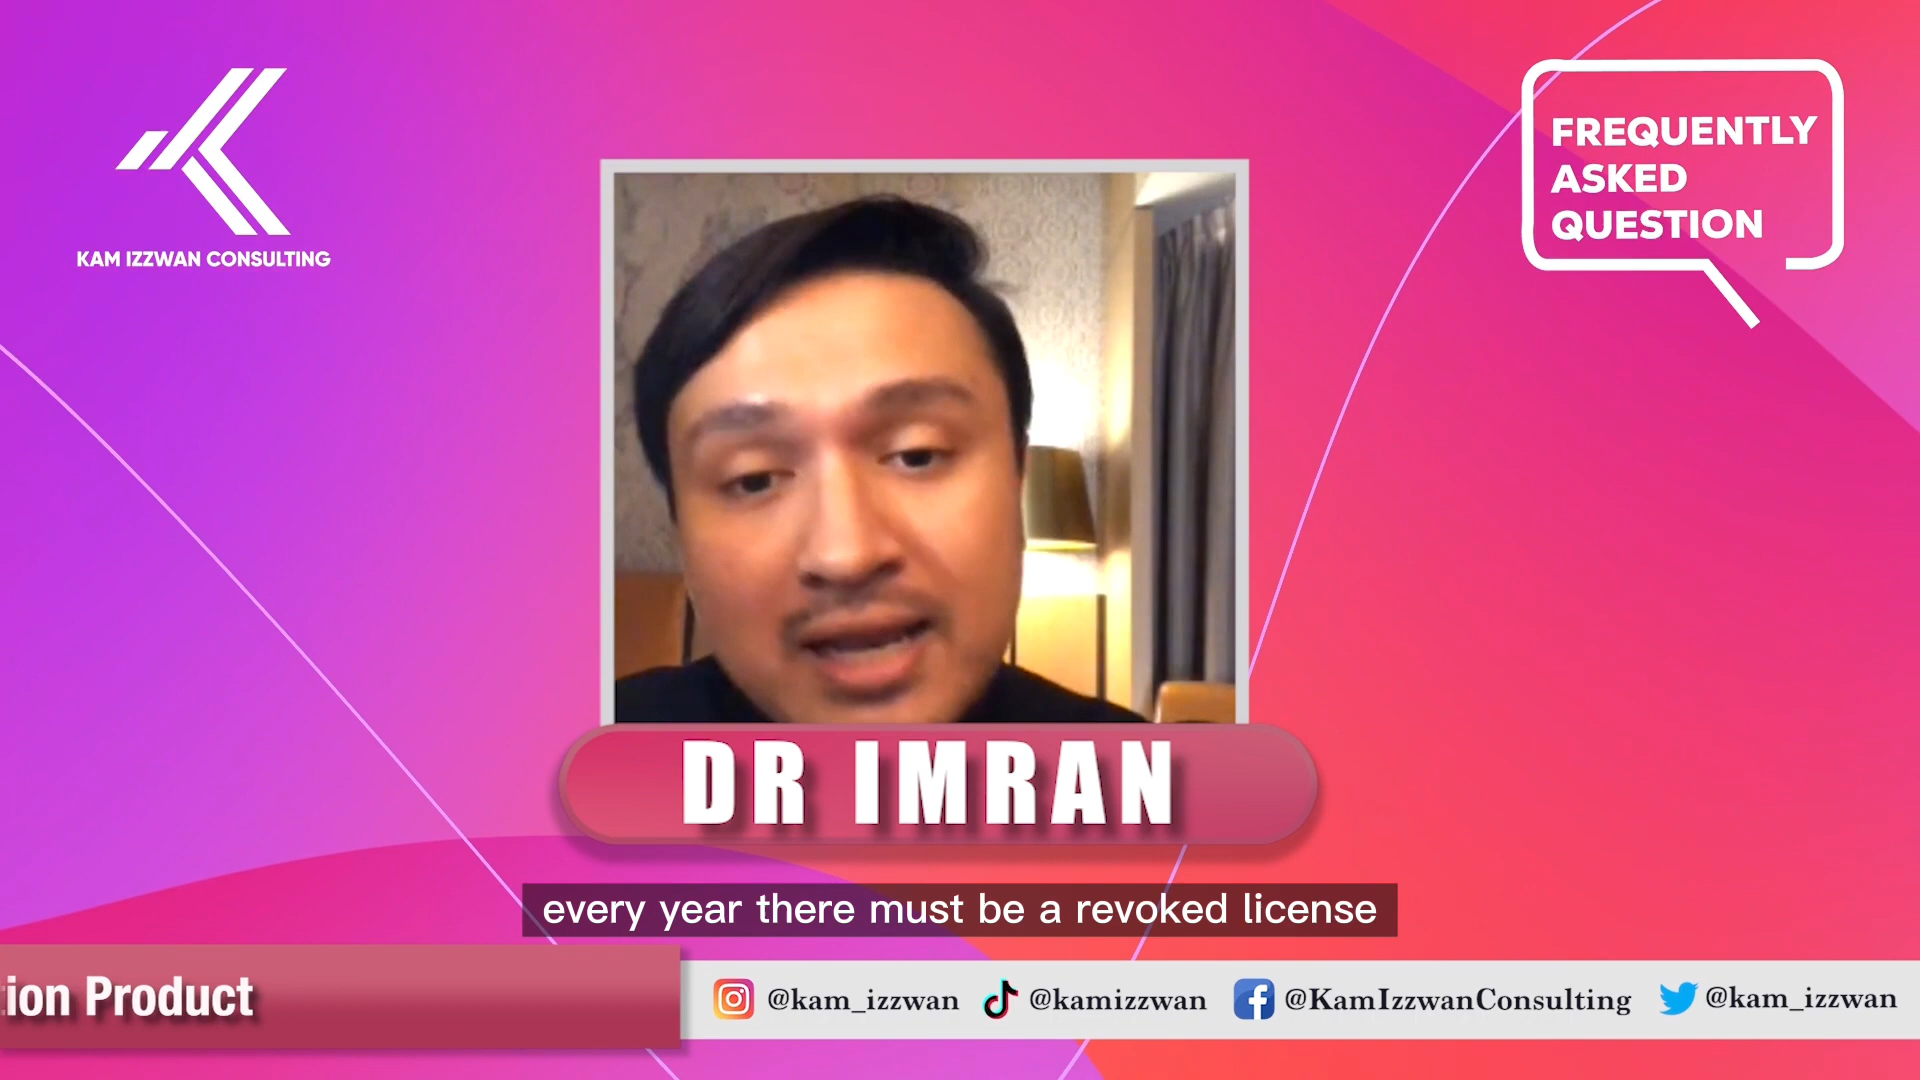 KAM IZZWAN CONSULTING
FREQUENTLY
ASKED
QUESTION
DR IMRAN
every year there must be a revoked license
ion Product
@kam_izzwan
@kamizzwan
@KamIzzwanConsulting
@kam_izzwan